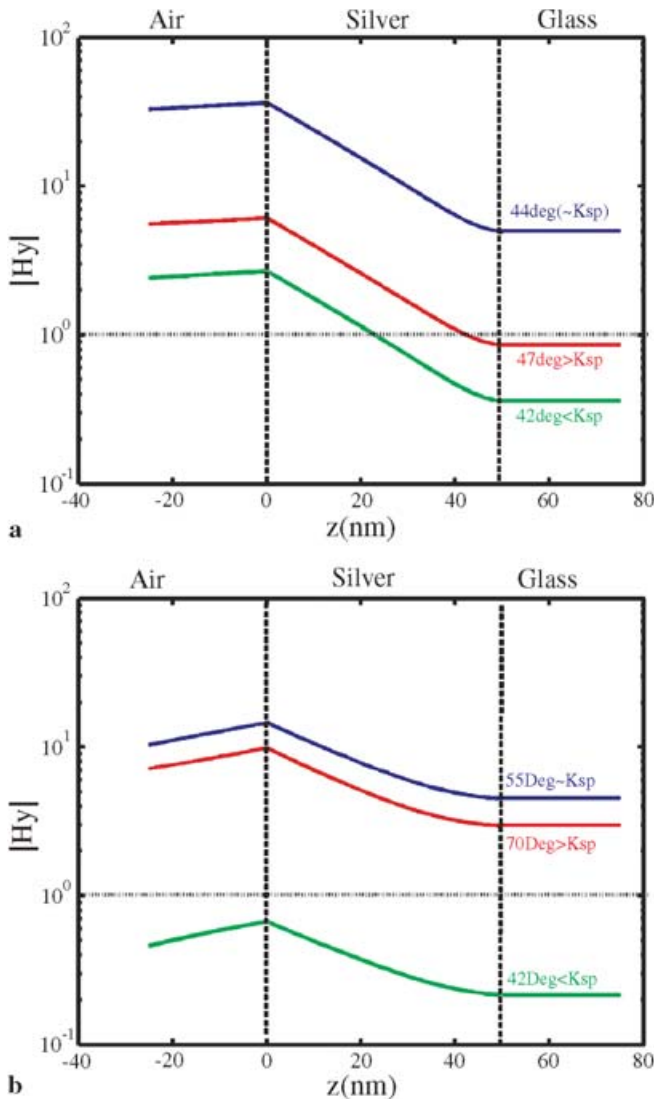 Air Silver Glass
10^2
10^1
10^0
10^-1
|Hy|
44deg(~Ksp)
47deg>Ksp
42deg<Ksp
-40 -20 0 20 40 60 80
z(nm)
a
Air Silver Glass
10^2
10^1
10^0
10^-1
|Hy|
55Deg~Ksp
70Deg>Ksp
42Deg<Ksp
-40 -20 0 20 40 60 80
z(nm)
b